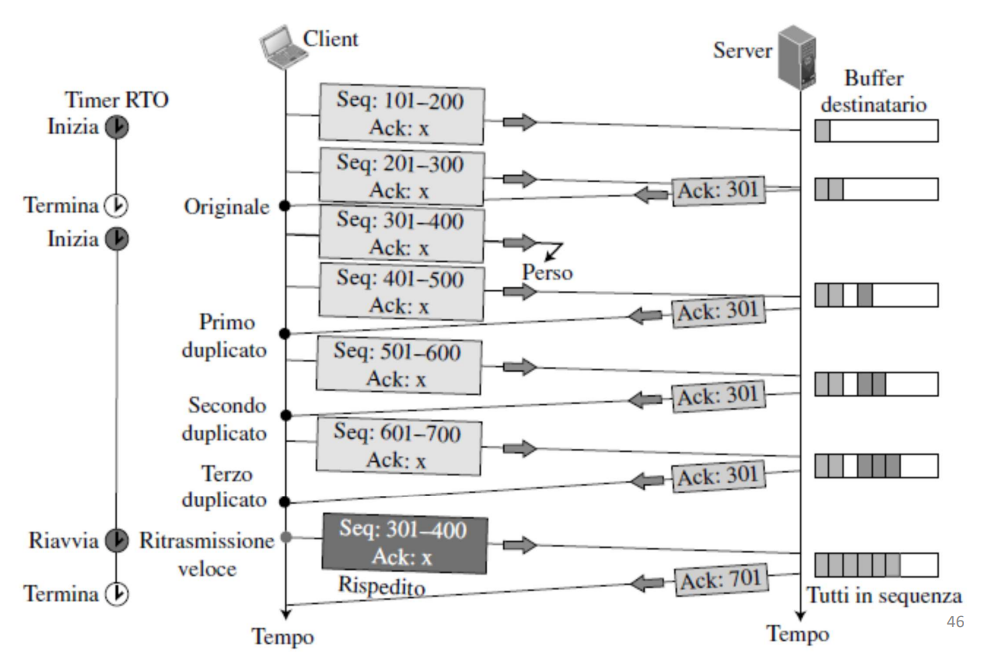 Client
Server
Buffer
destinatario
Timer RTO
Inizia
Seq: 101–200
Ack: x
Seq: 201–300
Ack: x
Ack: 301
Termina
Originale
Inizia
Seq: 301–400
Ack: x
Perso
Seq: 401–500
Ack: x
Ack: 301
Primo
duplicato
Seq: 501–600
Ack: x
Ack: 301
Secondo
duplicato
Seq: 601–700
Ack: x
Ack: 301
Terzo
duplicato
Riavvia
Ritrasmissione
veloce
Seq: 301–400
Ack: x
Rispedito
Ack: 701
Termina
Tutti in sequenza
46
Tempo
Tempo